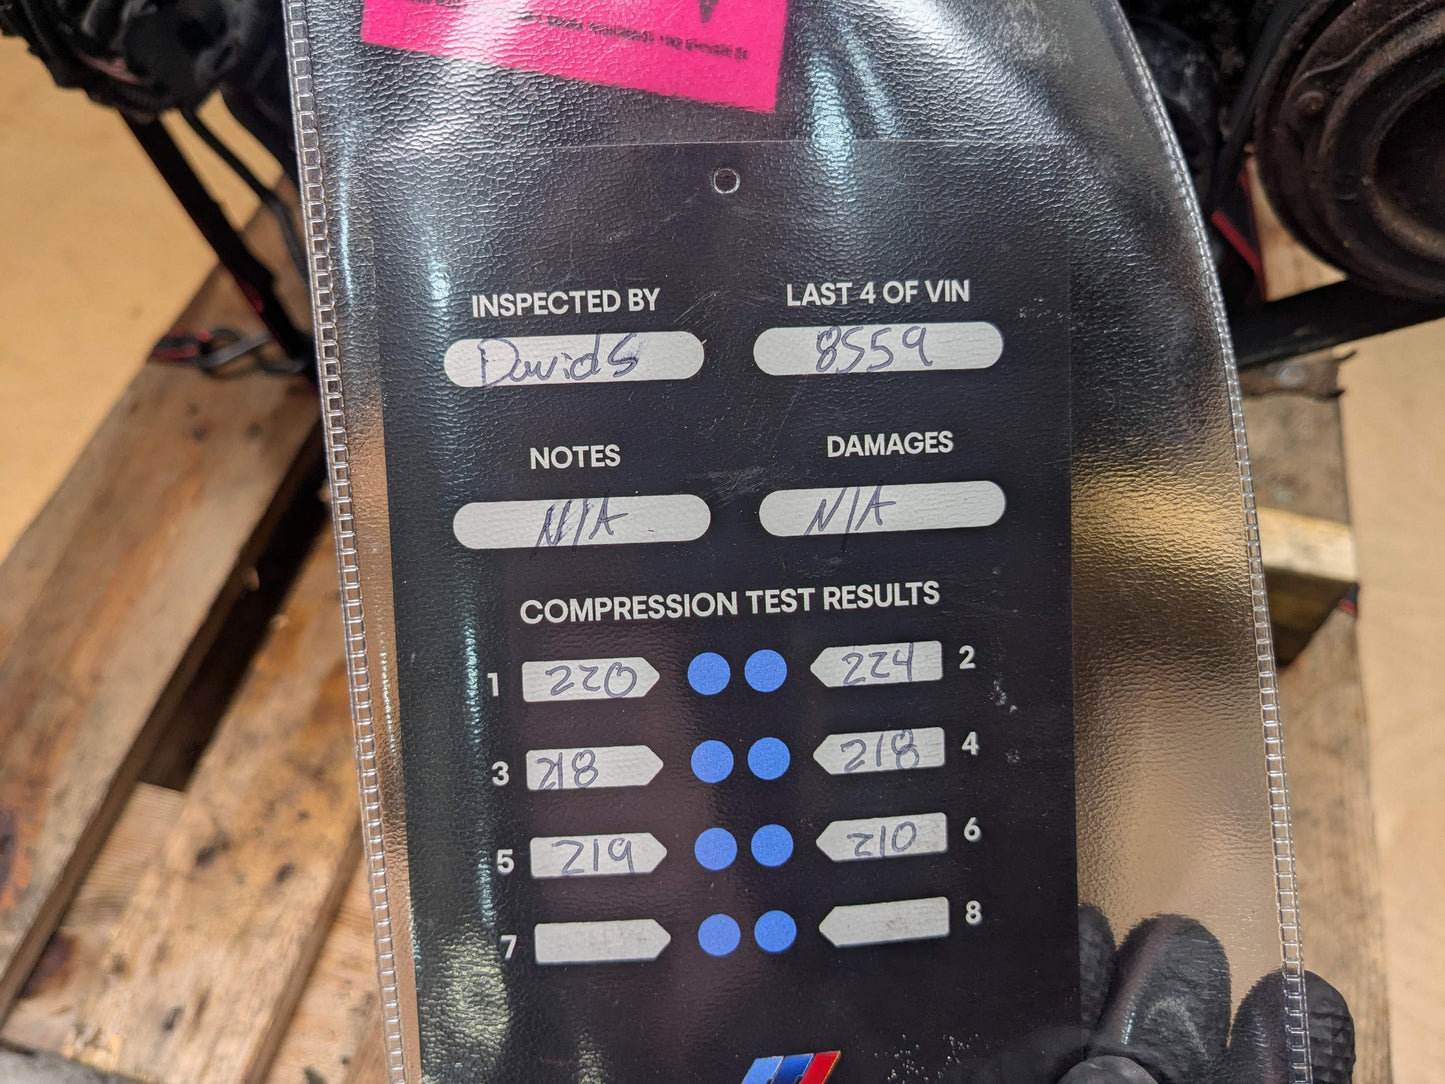 INSPECTED BY LAST 4 OF VIN
David S 8559
NOTES DAMAGES
N/A N/A
COMPRESSION TEST RESULTS
1 220 224 2
3 218 218 4
5 219 210 6
7 8